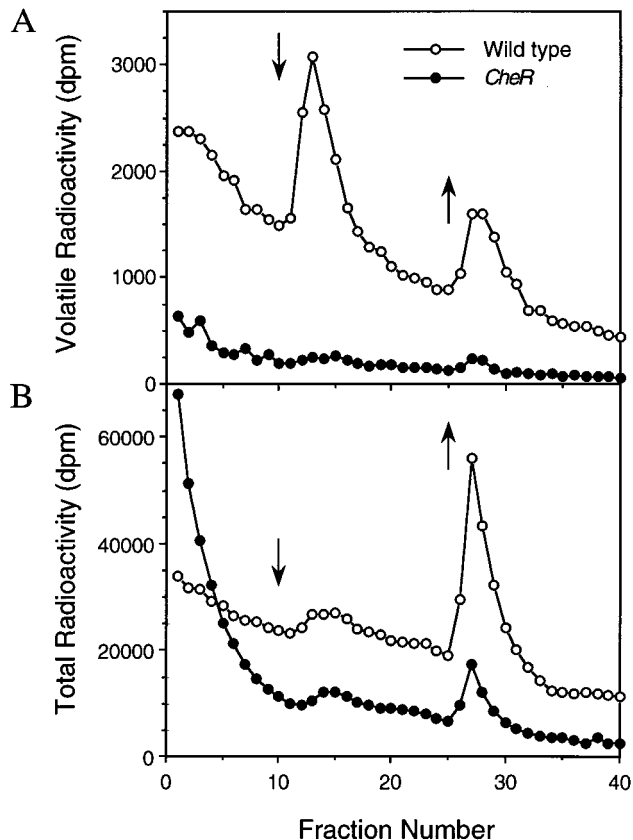 A
Volatile Radioactivity (dpm)
3000
2000
1000
0
Wild type
CheR
B
Total Radioactivity (dpm)
60000
40000
20000
0
0
10
20
30
40
Fraction Number